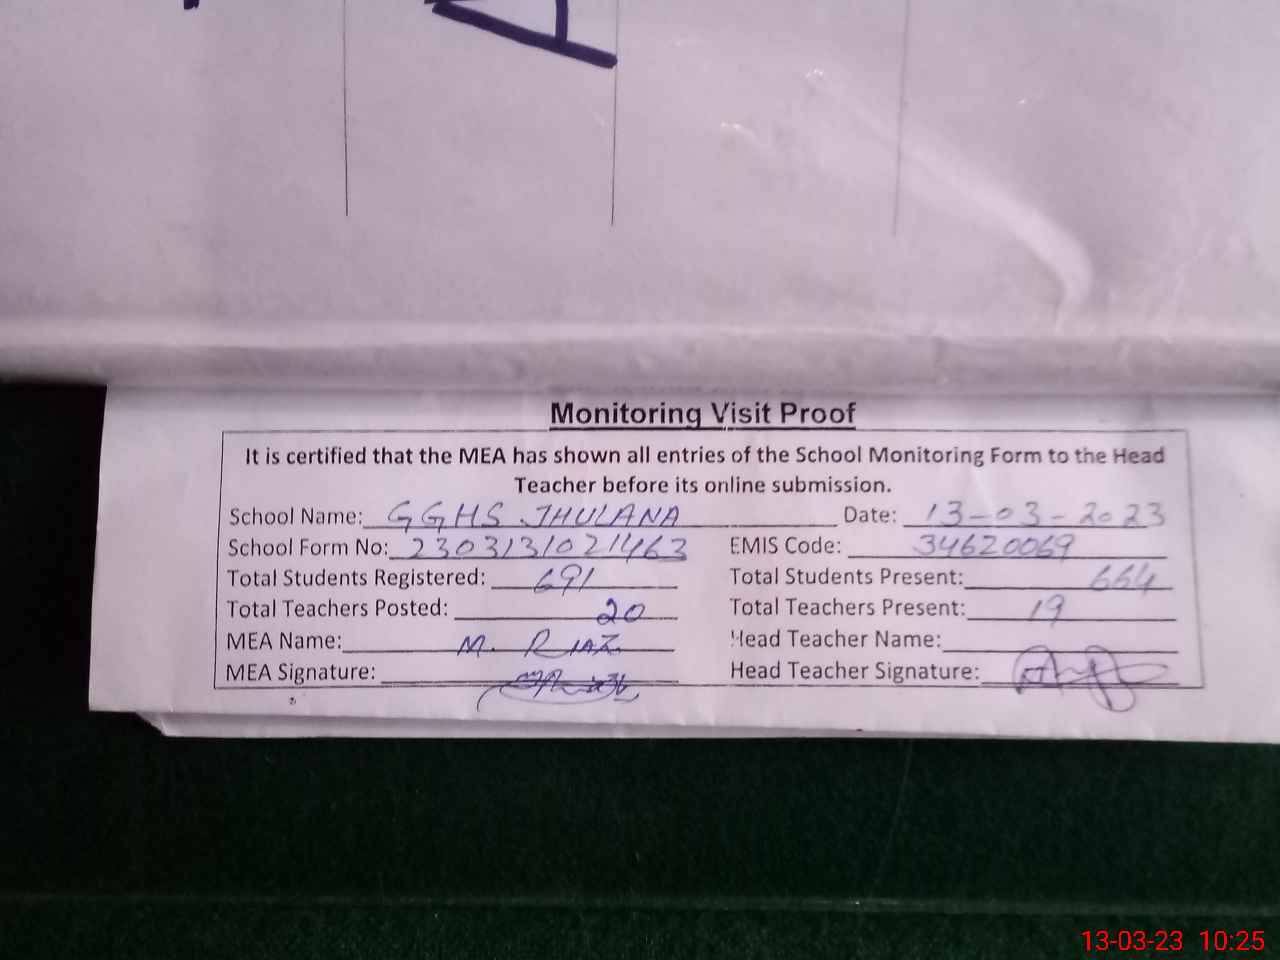 Monitoring Visit Proof
It is certified that the MEA has shown all entries of the School Monitoring Form to the Head
Teacher before its online submission.
School Name: GGHS JHULANA Date: 13-03-2023
School Form No: 2303131021463 EMIS Code: 34620069
Total Students Registered: 691 Total Students Present: 664
Total Teachers Posted: 20 Total Teachers Present: 19
MEA Name: M. RIAZ Head Teacher Name:
MEA Signature: Head Teacher Signature:
13-03-23 10:25